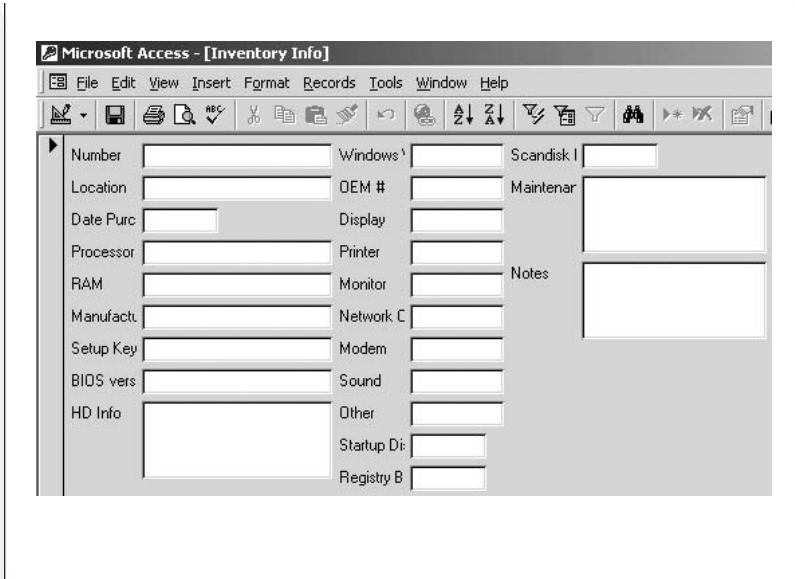 Microsoft Access - [Inventory Info]
File Edit View Insert Format Records Tools Window Help
Number
Location
Date Purc
Processor
RAM
Manufactu
Setup Key
BIOS vers
HD Info
Windows V
OEM #
Display
Printer
Monitor
Network C
Modem
Sound
Other
Startup Di
Registry B
Scandisk I
Maintenan
Notes